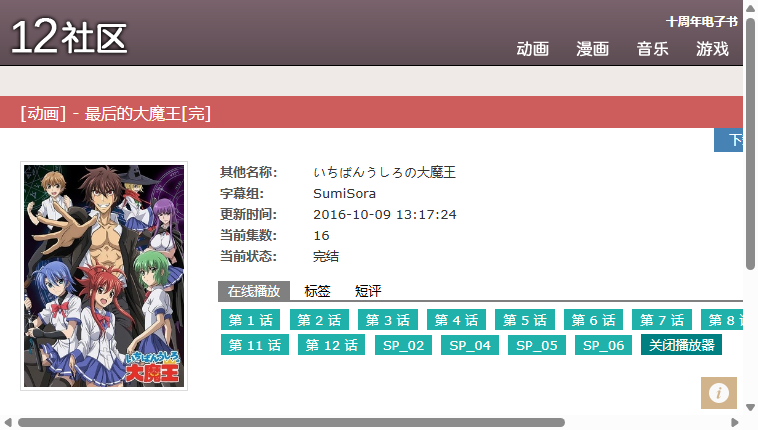 12社区
十周年电子书
动画 漫画 音乐 游戏
[动画] - 最后的大魔王[完]
其他名称: いちばんうしろの大魔王
字幕组: SumiSora
更新时间: 2016-10-09 13:17:24
当前集数: 16
当前状态: 完结
在线播放 标签 短评
第 1 话 第 2 话 第 3 话 第 4 话 第 5 话 第 6 话 第 7 话 第 8
第 11 话 第 12 话 SP_02 SP_04 SP_05 SP_06 关闭播放器
いちばんうしろの
大魔王